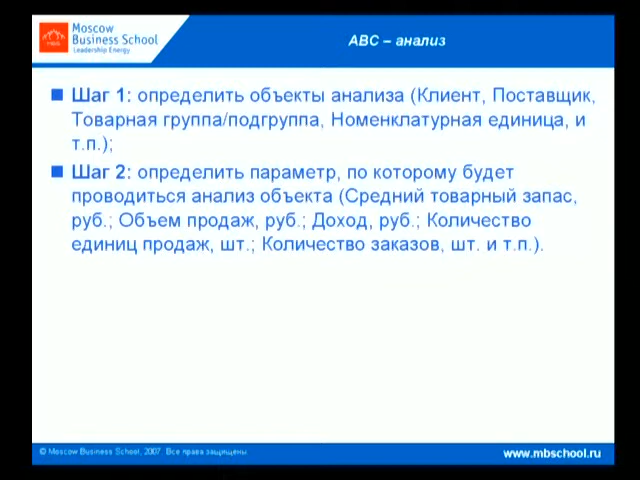 Moscow
Business School
Leadership Energy
ABC – анализ
Шаг 1: определить объекты анализа (Клиент, Поставщик,
Товарная группа/подгруппа, Номенклатурная единица, и
т.п.);
Шаг 2: определить параметр, по которому будет
проводиться анализ объекта (Средний товарный запас,
руб.; Объем продаж, руб.; Доход, руб.; Количество
единиц продаж, шт.; Количество заказов, шт. и т.п.).
© Moscow Business School, 2007. Все права защищены
www.mbschool.ru